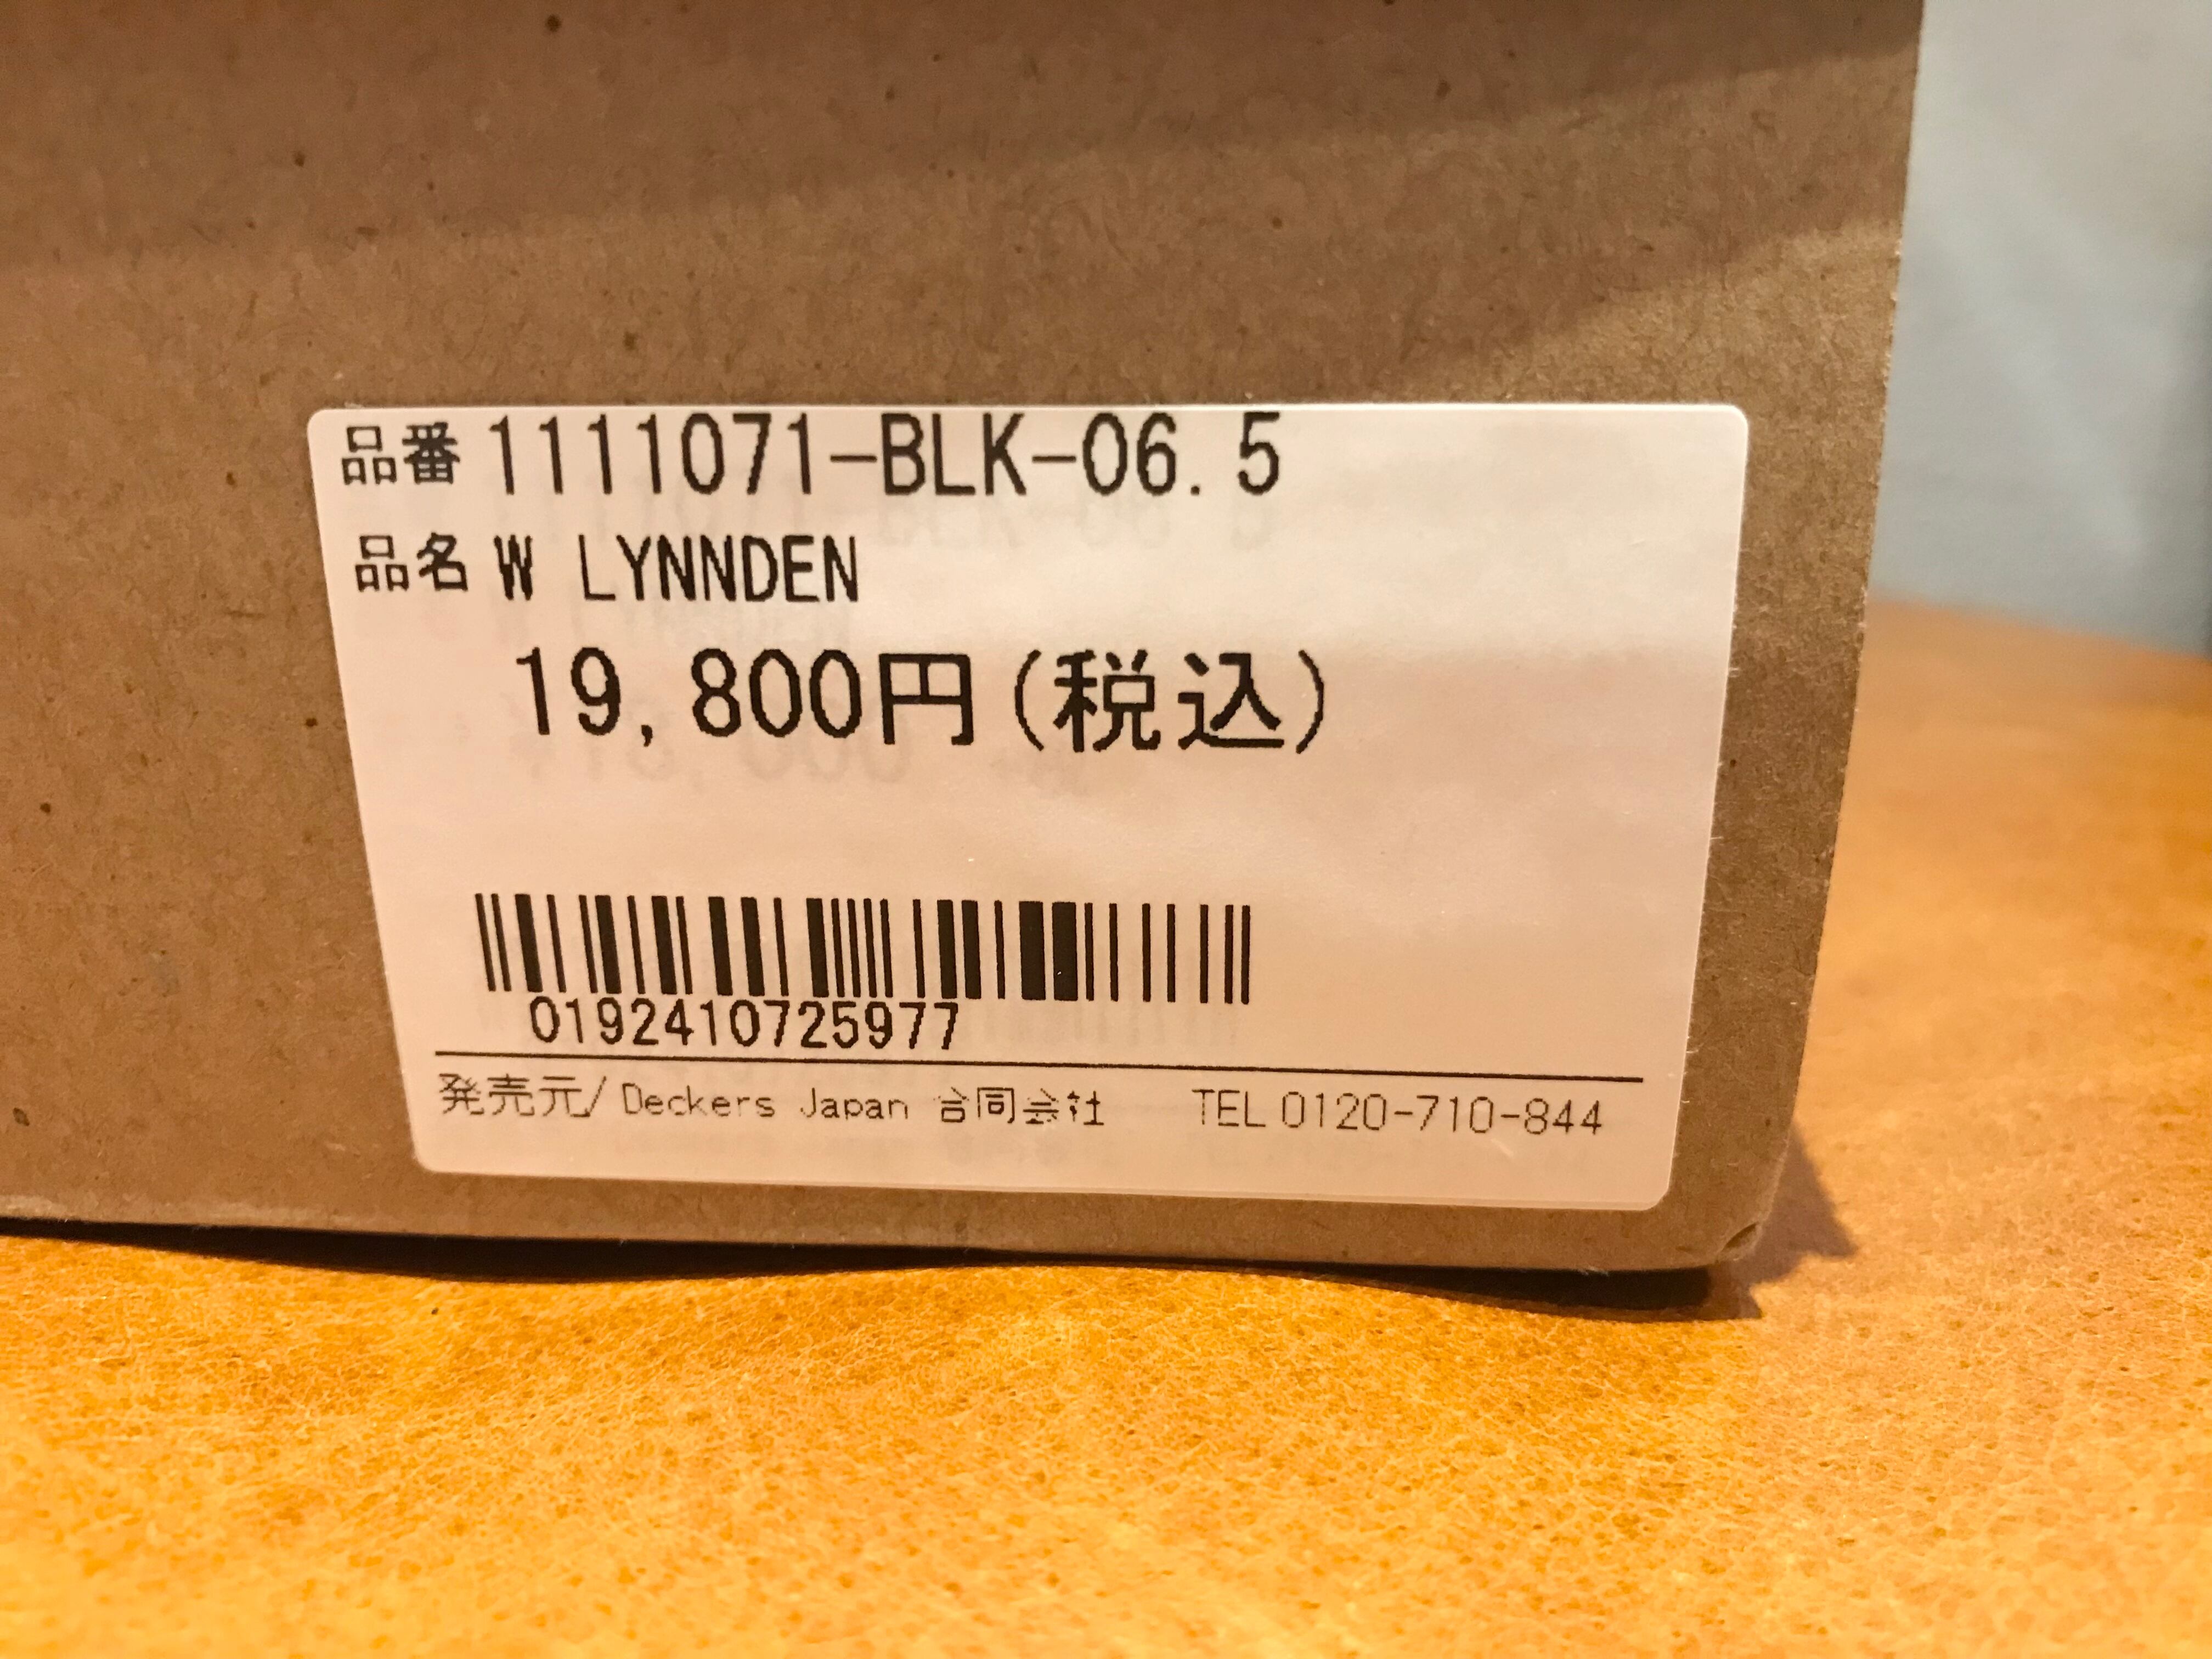 品番 1111071-BLK-06.5
品名 W LYNNDEN
19,800円(税込)
0192410725977
発売元/Deckers Japan 合同会社 TEL 0120-710-844